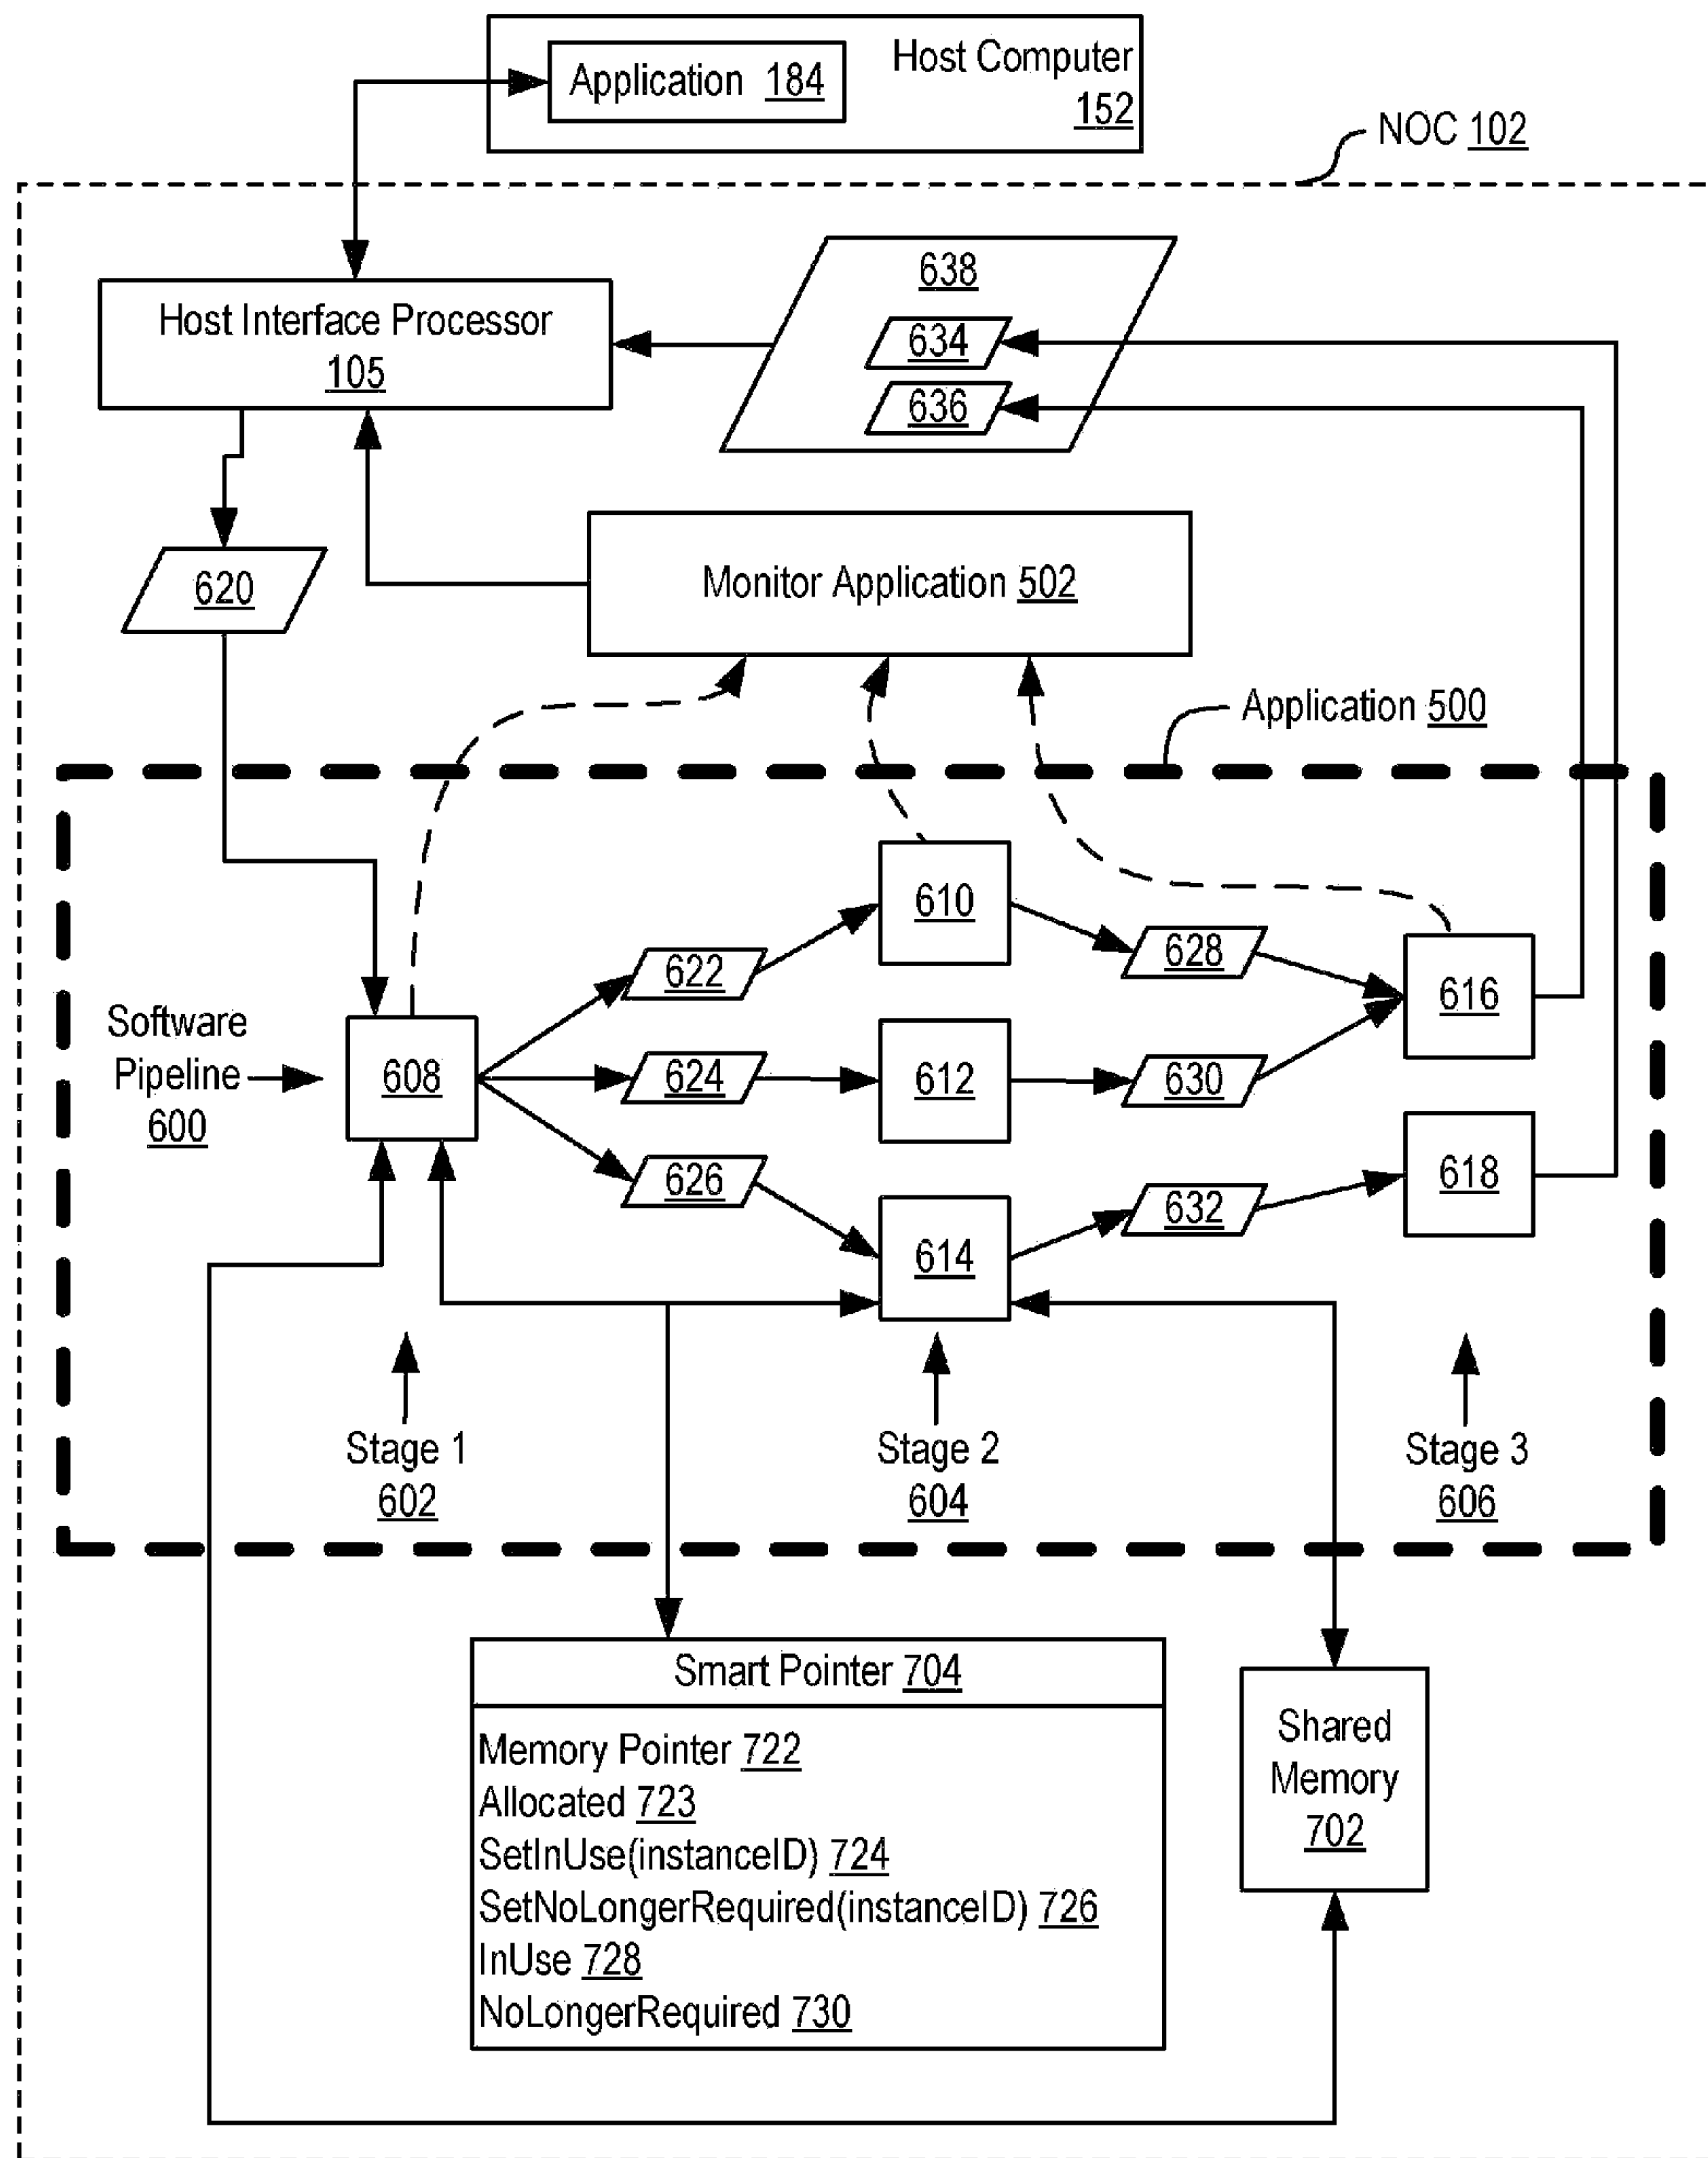 Host Computer
152
Application 184
NOC 102
638
634
636
Host Interface Processor
105
620
Monitor Application 502
Application 500
610
628
622
616
Software
Pipeline
600
608
624
612
630
626
632
618
614
Stage 1
602
Stage 2
604
Stage 3
606
Smart Pointer 704
Memory Pointer 722
Allocated 723
SetInUse(instanceID) 724
SetNoLongerRequired(instanceID) 726
InUse 728
NoLongerRequired 730
Shared
Memory
702